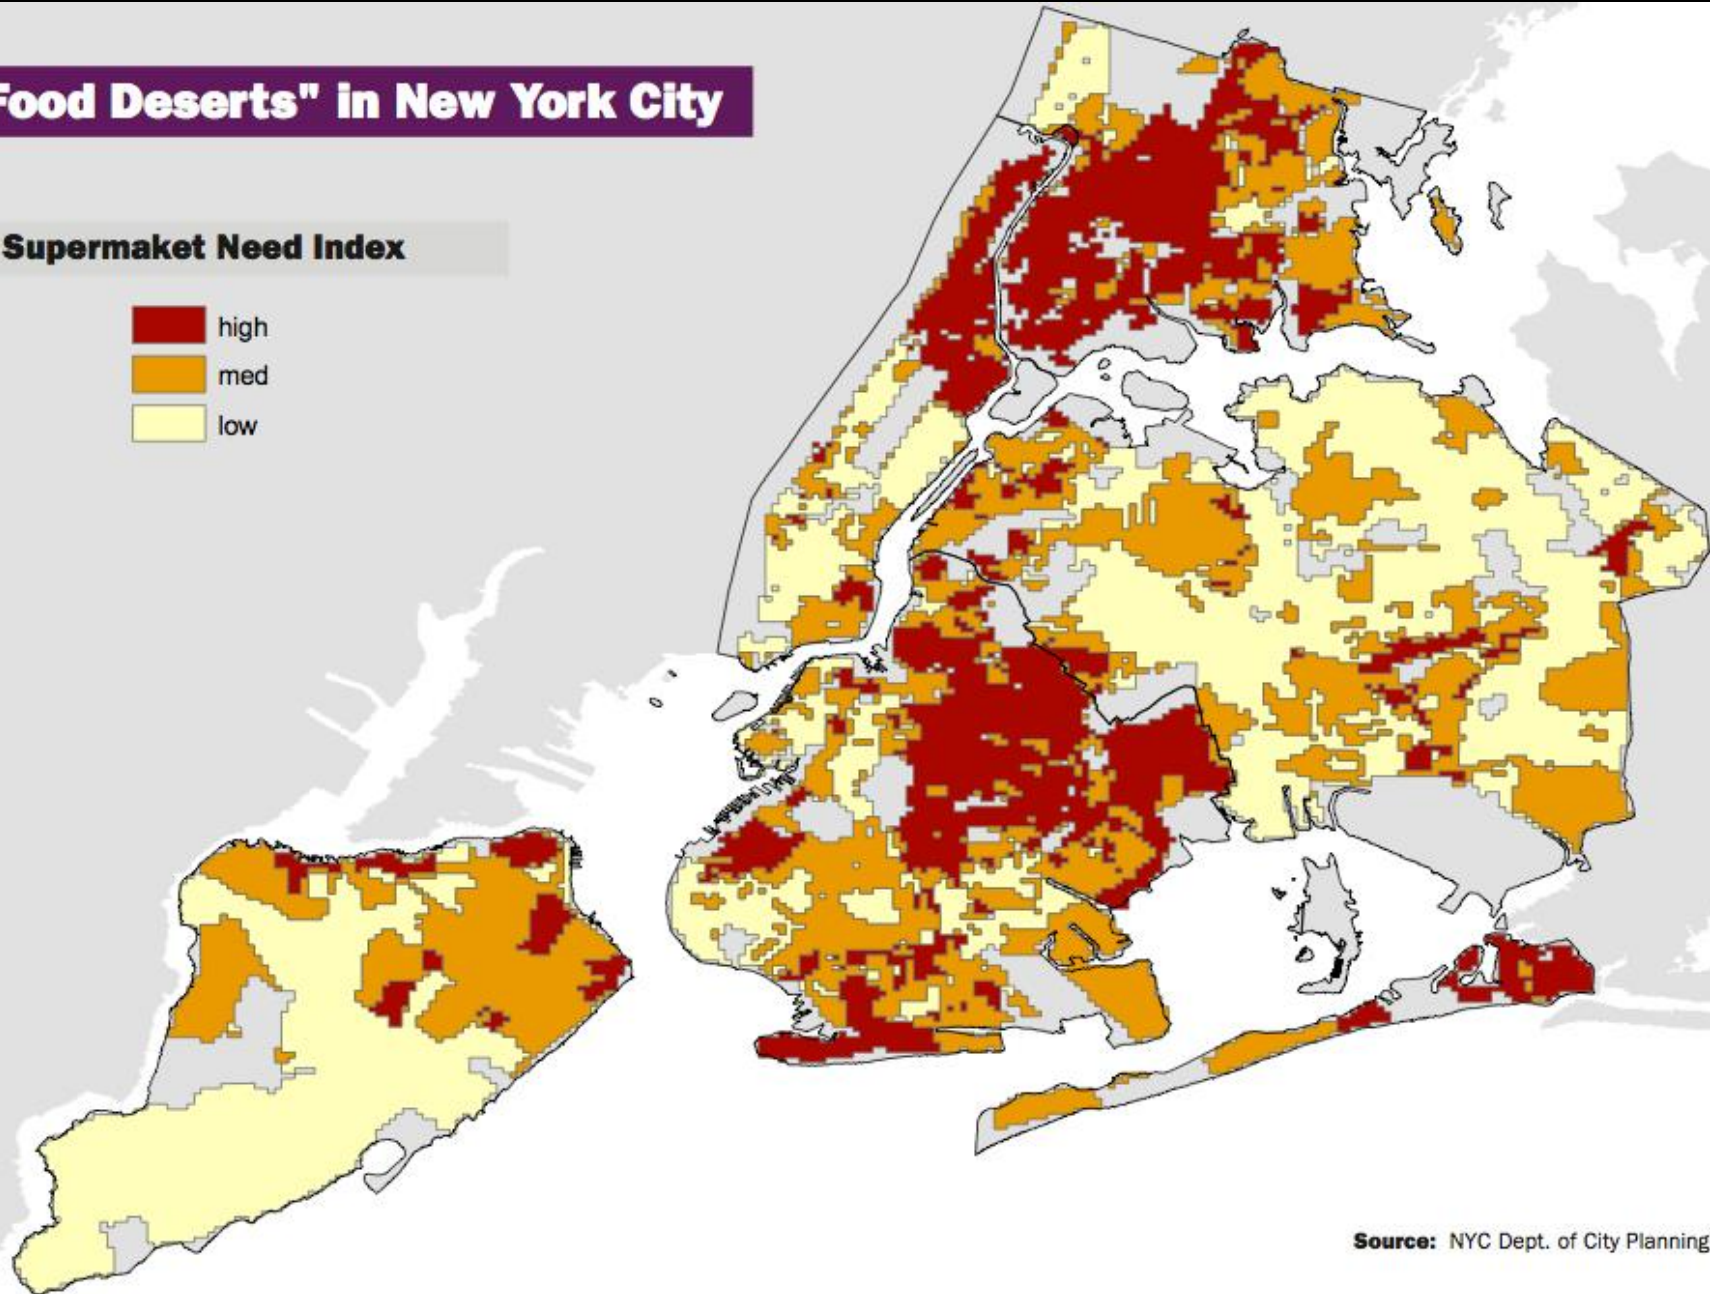 Food Deserts" in New York City
Supermaket Need Index
high
med
low
Source: NYC Dept. of City Planning